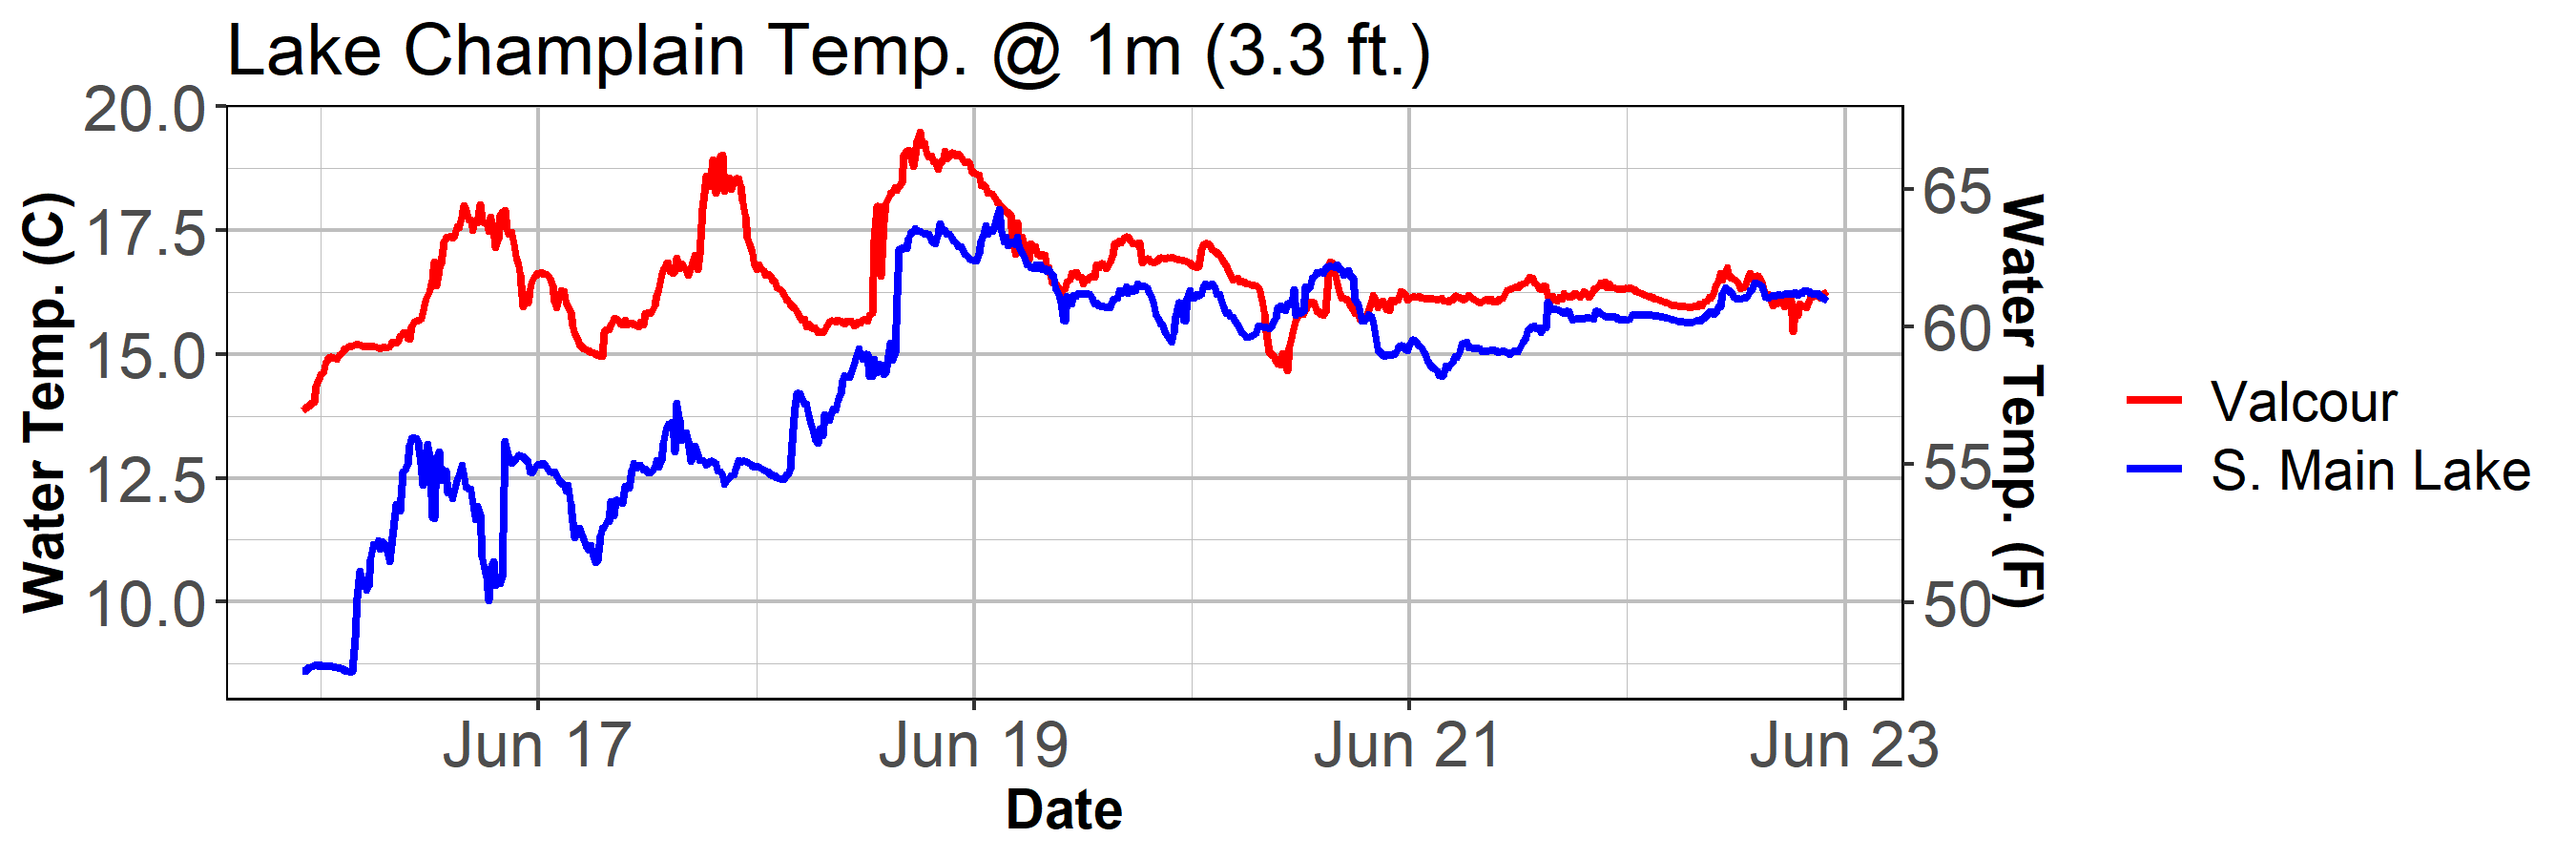 Lake Champlain Temp. @ 1m (3.3 ft.)
Water Temp. (C)
20.0
17.5
15.0
12.5
10.0
65
60
55
50
Water Temp. (F)
Jun 17
Jun 19
Jun 21
Jun 23
Date
Valcour
S. Main Lake